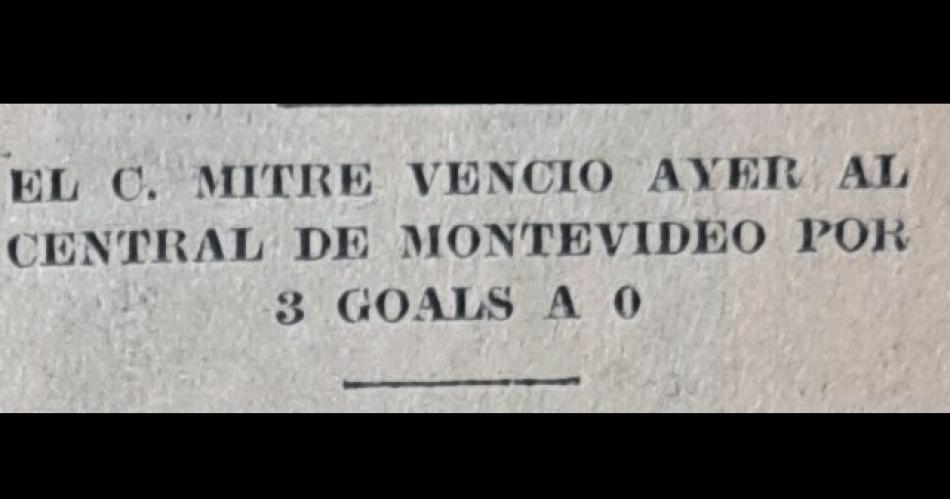 EL C. MITRE VENCIO AYER AL
CENTRAL DE MONTEVIDEO POR
3 GOALS A 0